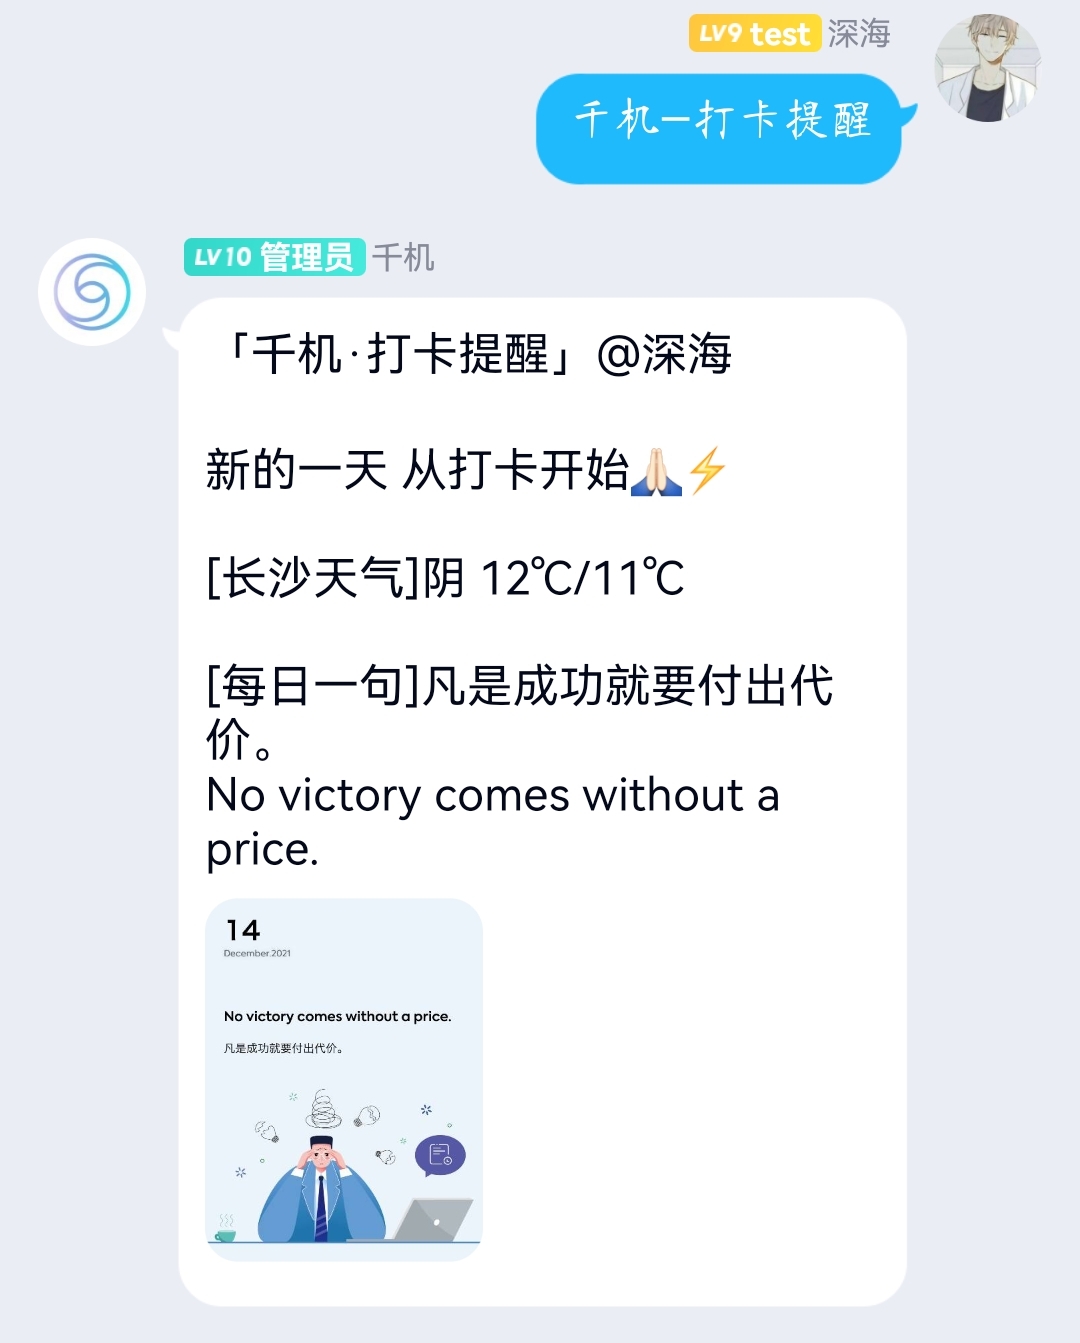 LV9 test 深海
千机-打卡提醒
LV10 管理员 千机
「千机·打卡提醒」@深海
新的一天 从打卡开始🙏🏻⚡
[长沙天气]阴 12℃/11℃
[每日一句]凡是成功就要付出代
价。
No victory comes without a
price.
14
December.2021
No victory comes without a price.
凡是成功就要付出代价。